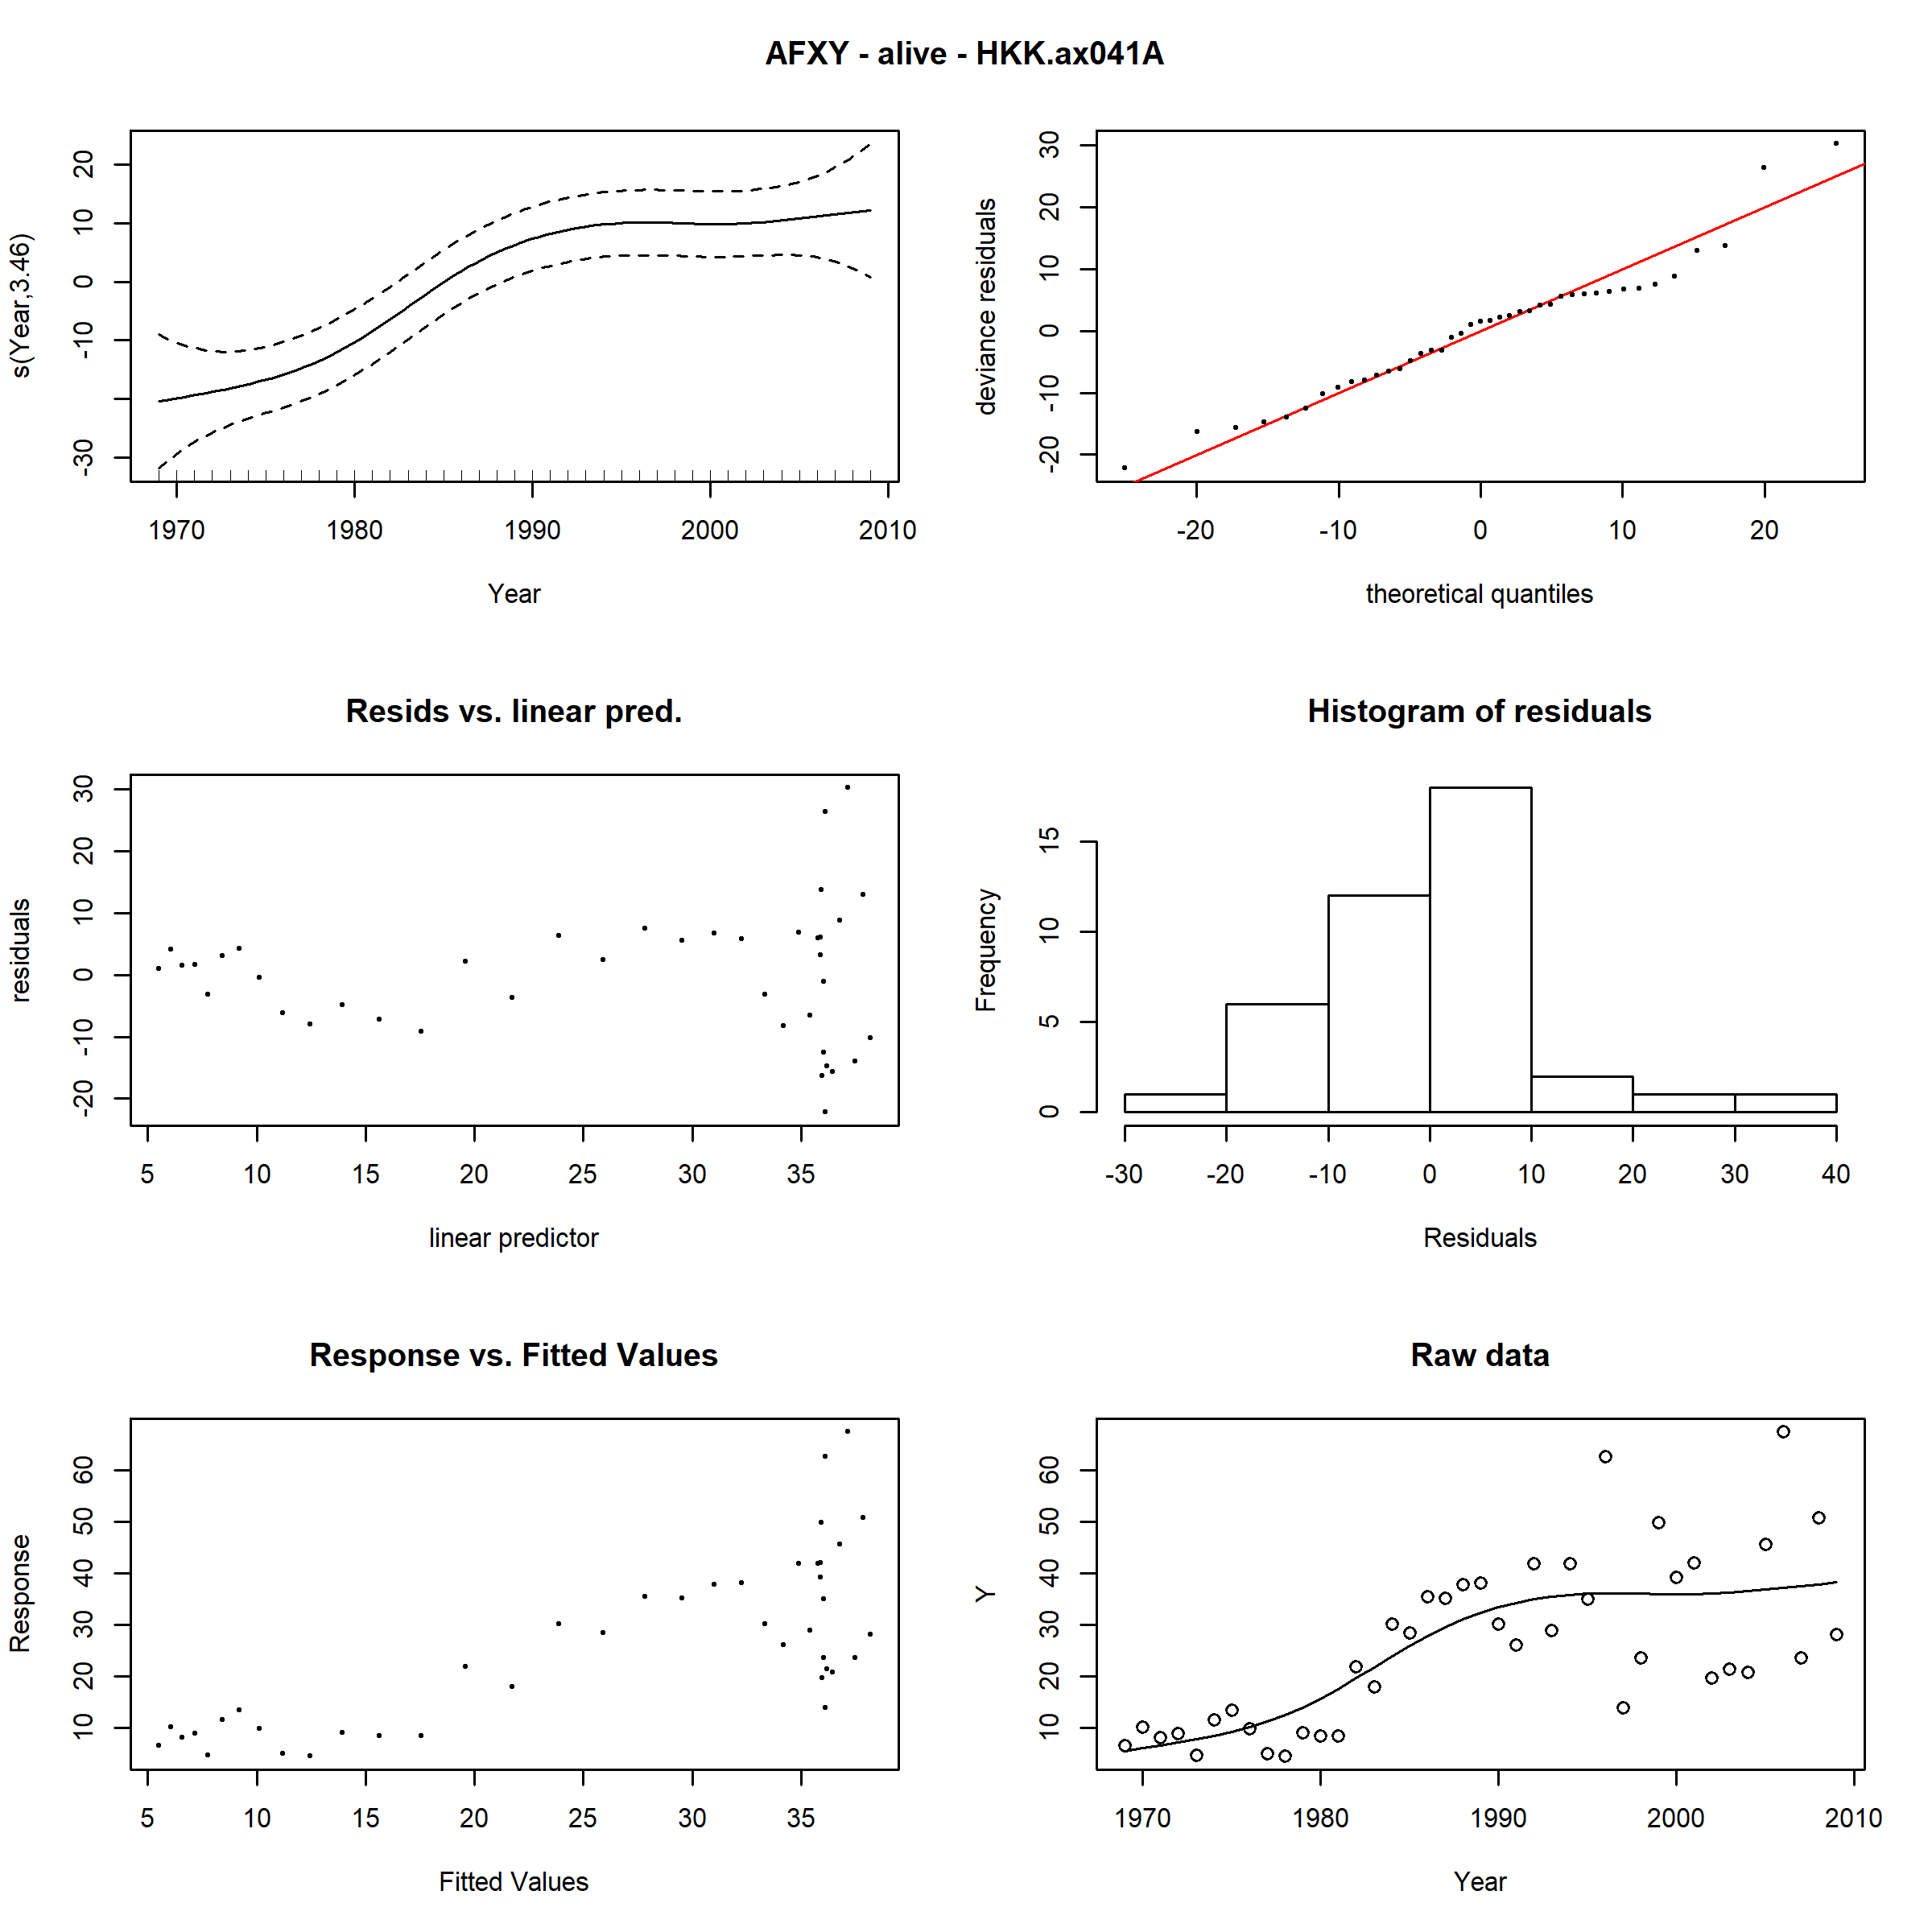 AFXY - alive - HKK.ax041A
s(Year,3.46)
20
10
0
-10
-30
1970 1980 1990 2000 2010
Year
deviance residuals
30
20
10
0
-10
-20
-20 -10 0 10 20
theoretical quantiles
Resids vs. linear pred.
residuals
30
20
10
0
-10
-20
5 10 15 20 25 30 35
linear predictor
Histogram of residuals
Frequency
15
10
5
0
-30 -20 -10 0 10 20 30 40
Residuals
Response vs. Fitted Values
Response
60
50
40
30
20
10
5 10 15 20 25 30 35
Fitted Values
Raw data
Y
60
50
40
30
20
10
1970 1980 1990 2000 2010
Year